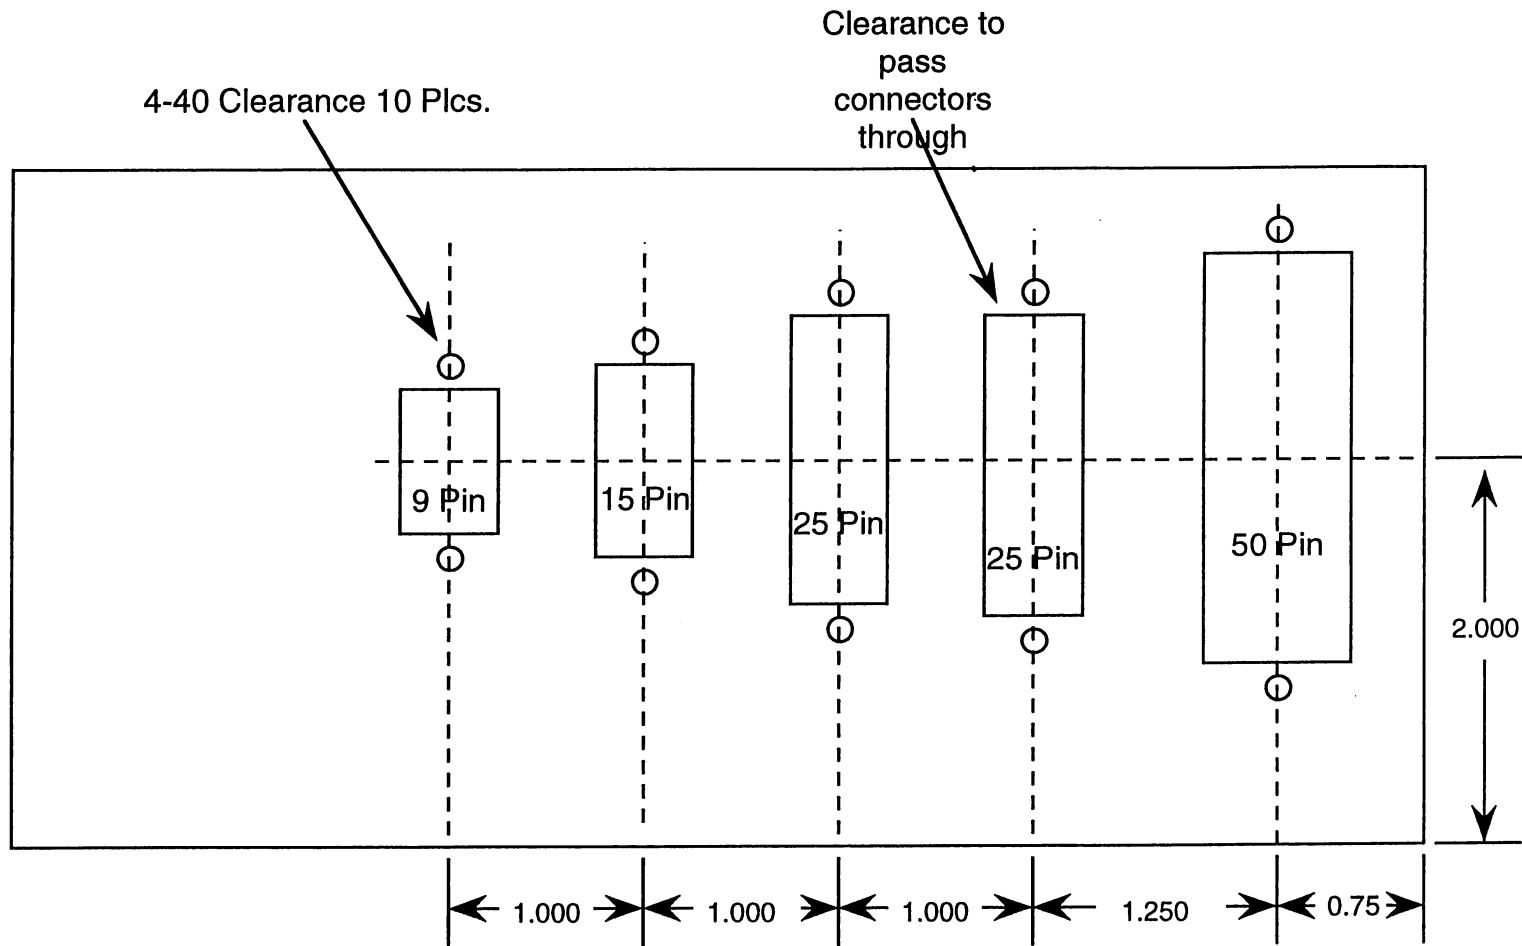 Clearance to
pass
connectors
through
4-40 Clearance 10 Plcs.
9 Pin
15 Pin
25 Pin
25 Pin
50 Pin
2.000
1.000
1.000
1.000
1.250
0.75